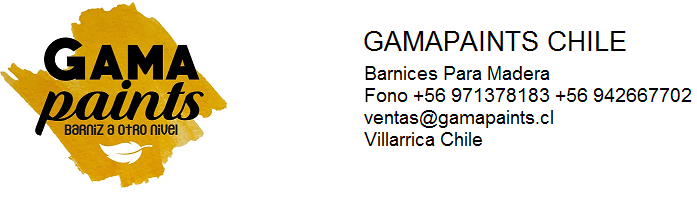 GAMA
paints
BARNIZ A OTRO NIVEL
GAMAPAINTS CHILE
Barnices Para Madera
Fono +56 971378183 +56 942667702
ventas@gamapaints.cl
Villarrica Chile